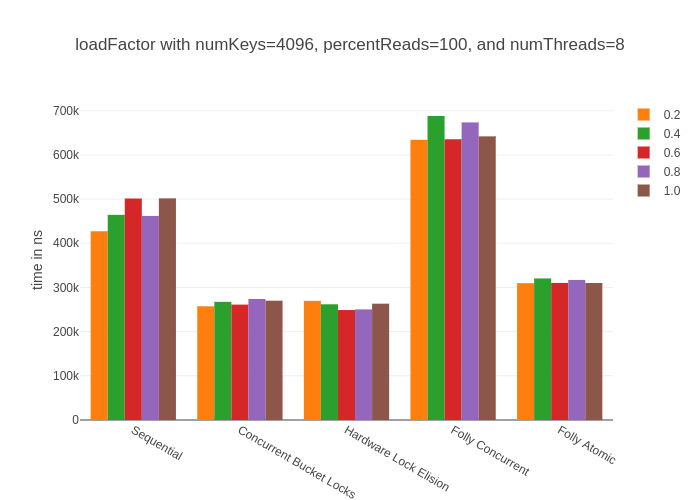 loadFactor with numKeys=4096, percentReads=100, and numThreads=8
700k
600k
500k
400k
300k
200k
100k
0
time in ns
Sequential
Concurrent Bucket Locks
Hardware Lock Elision
Folly Concurrent
Folly Atomic
0.2
0.4
0.6
0.8
1.0